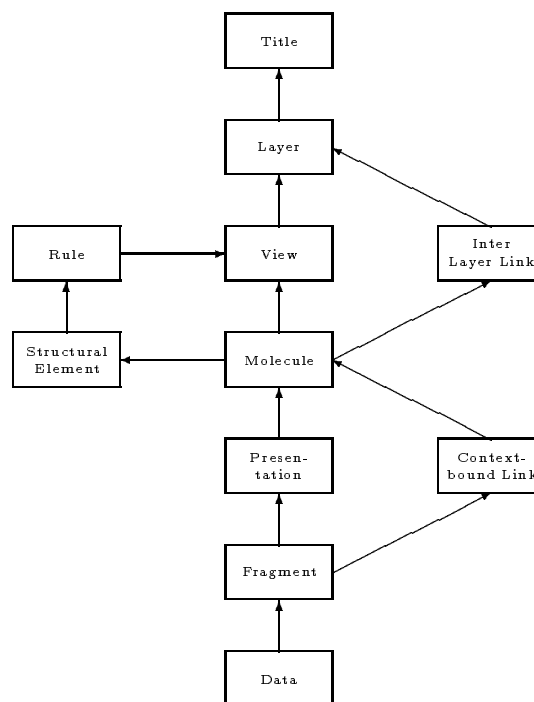 Title
Layer
Rule
View
Inter
Layer Link
Structural
Element
Molecule
Presen-
tation
Context-
bound Link
Fragment
Data